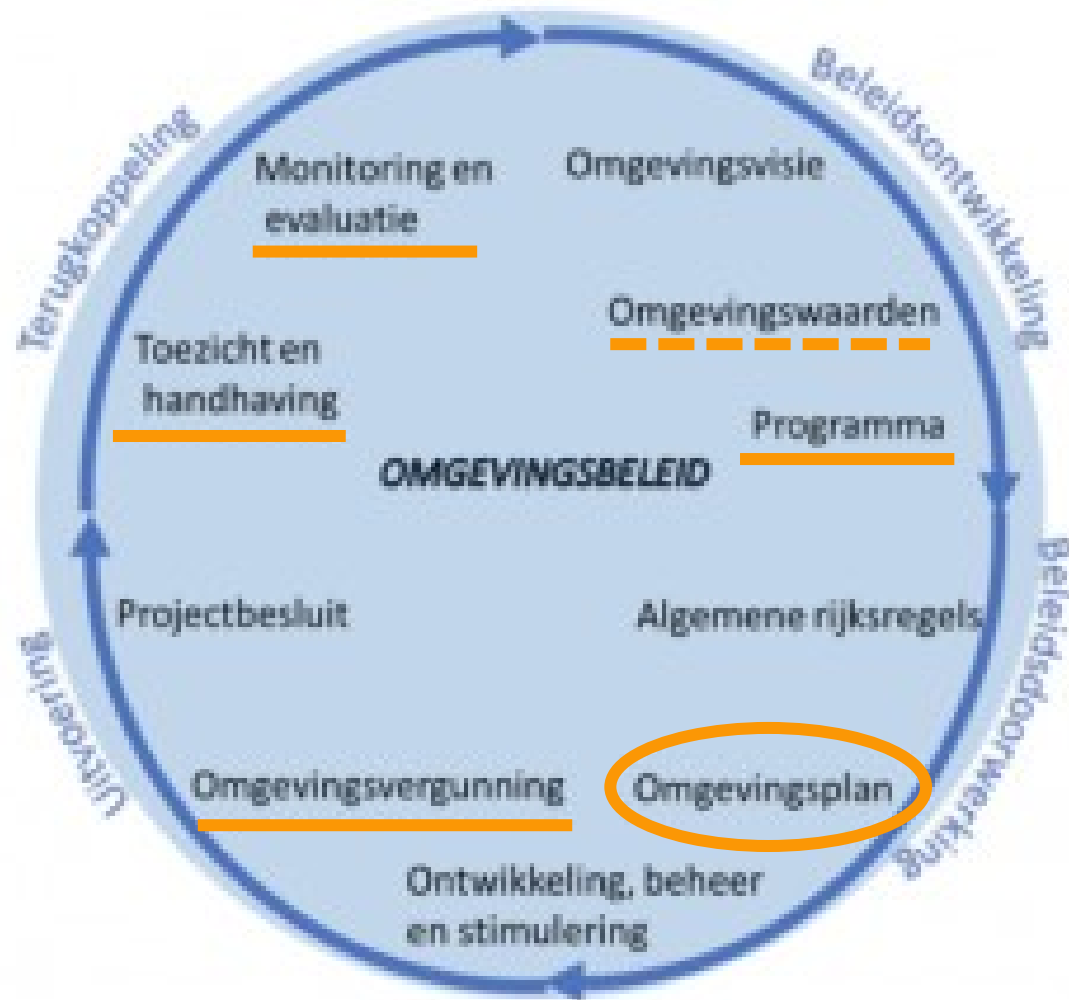 Beleidsontwikkeling
Terugkoppeling
Monitoring en
evaluatie
Omgevingsvisie
Omgevingswaarden
Toezicht en
handhaving
Programma
OMGEVINGSBELEID
Projectbesluit
Algemene rijksregels
Beleidsdoorwerking
Uitvoering
Omgevingsvergunning
Omgevingsplan
Ontwikkeling, beheer
en stimulering